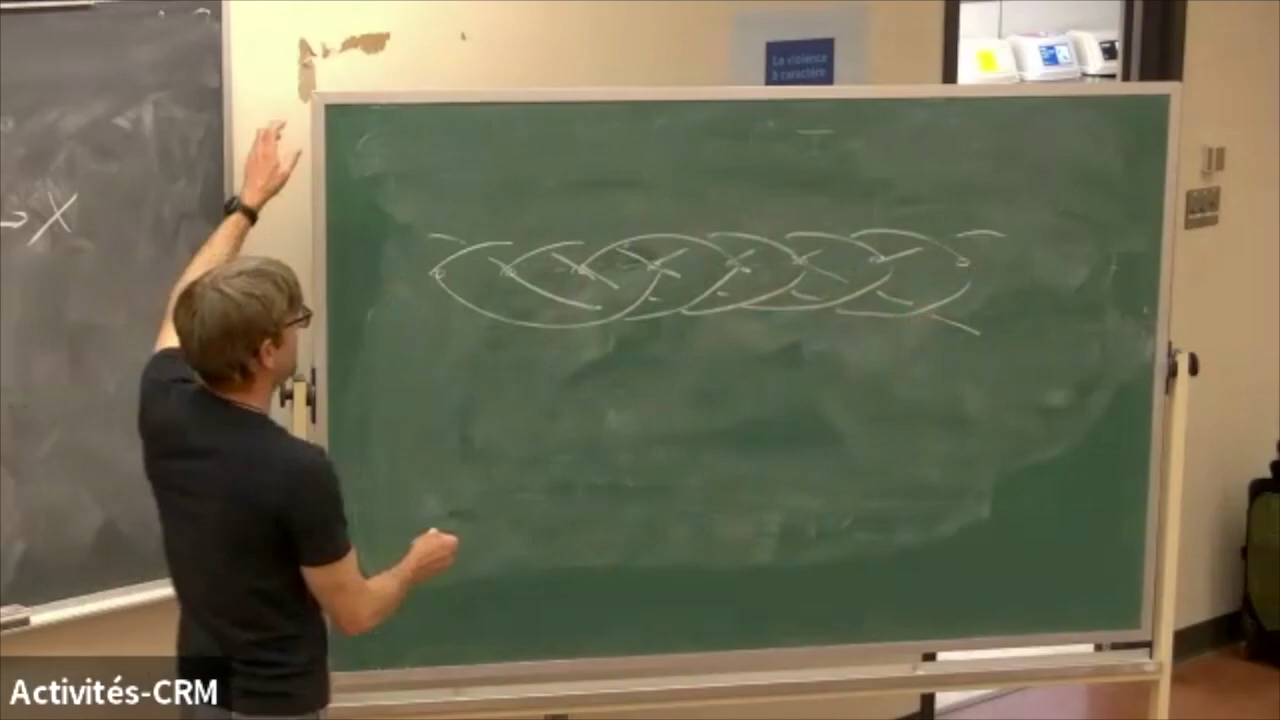 La violence
à caractère
→ X
Activités-CRM